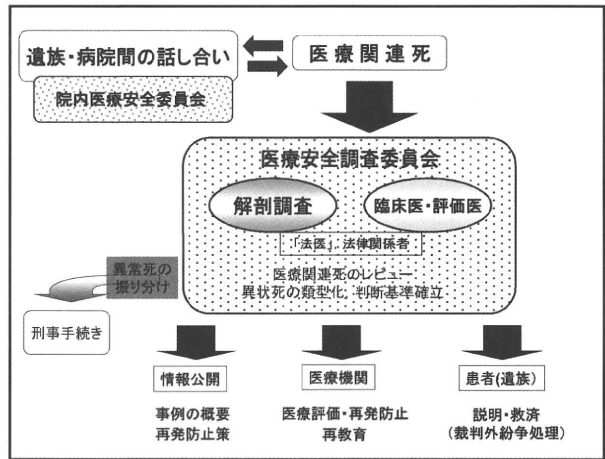 遺族・病院間の話し合い
医療関連死
院内医療安全委員会
医療安全調査委員会
解剖調査
臨床医・評価医
「法医」，法律関係者
医療関連死のレビュー
異状死の類型化，判断基準確立
異常死の
振り分け
刑事手続き
情報公開
医療機関
患者(遺族)
事例の概要
再発防止策
医療評価・再発防止
再教育
説明・救済
(裁判外紛争処理)